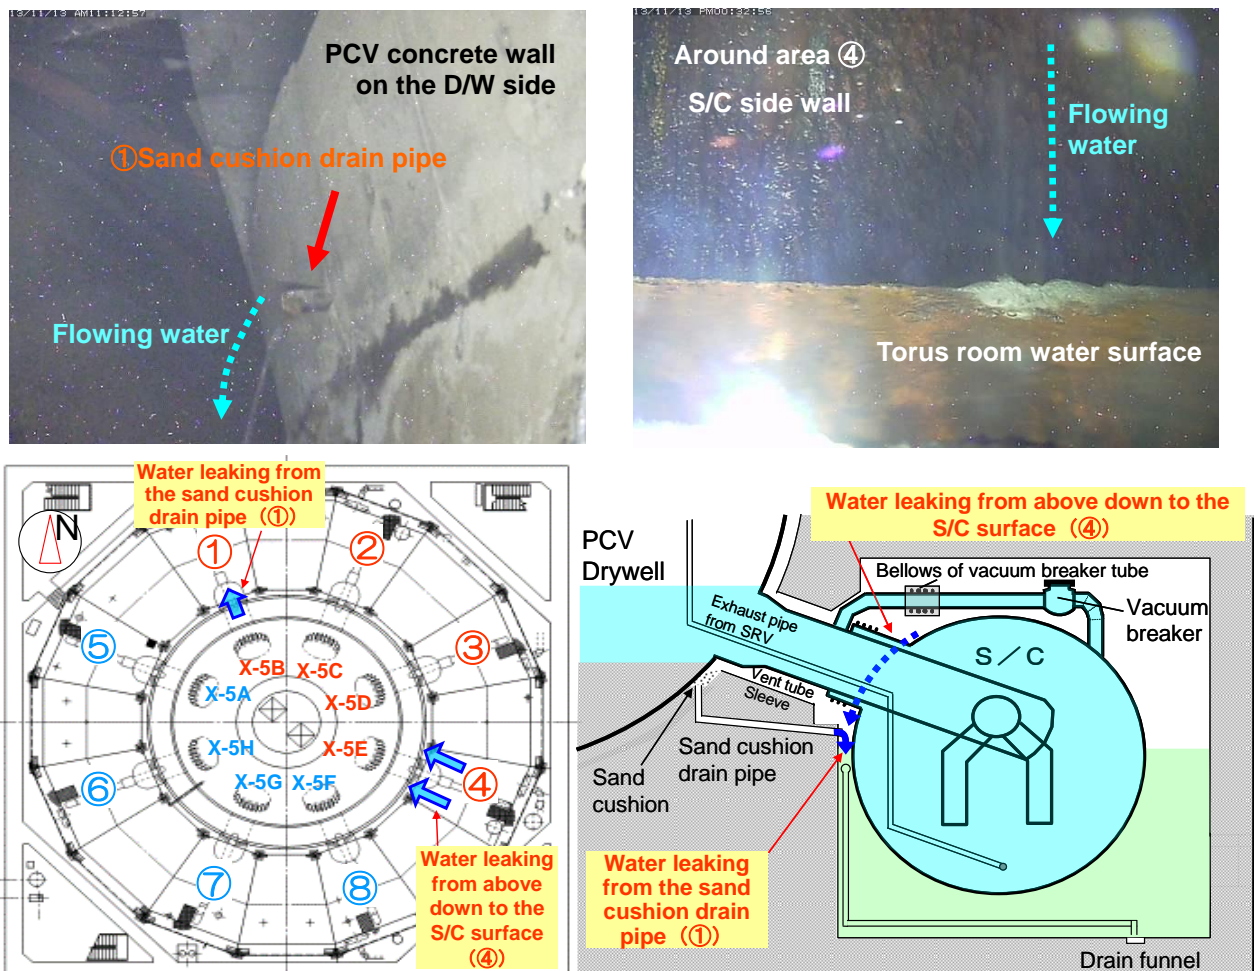 13/11/13 AM11:12:57
PCV concrete wall
on the D/W side
①Sand cushion drain pipe
Flowing water
13/11/13 PM00:32:56
Around area ④
S/C side wall
Flowing
water
Torus room water surface
Water leaking from
the sand cushion
drain pipe（①）
N
①
②
③
④
⑤
⑥
⑦
⑧
X-5B
X-5C
X-5A
X-5D
X-5H
X-5E
X-5G
X-5F
Water leaking
from above
down to the
S/C surface
（④）
Water leaking from above down to the
S/C surface（④）
PCV
Drywell
Bellows of vacuum breaker tube
Vacuum
breaker
Exhaust pipe
from SRV
S／C
Vent tube
Sleeve
Sand cushion
drain pipe
Sand
cushion
Water leaking
from the sand
cushion drain
pipe（①）
Drain funnel